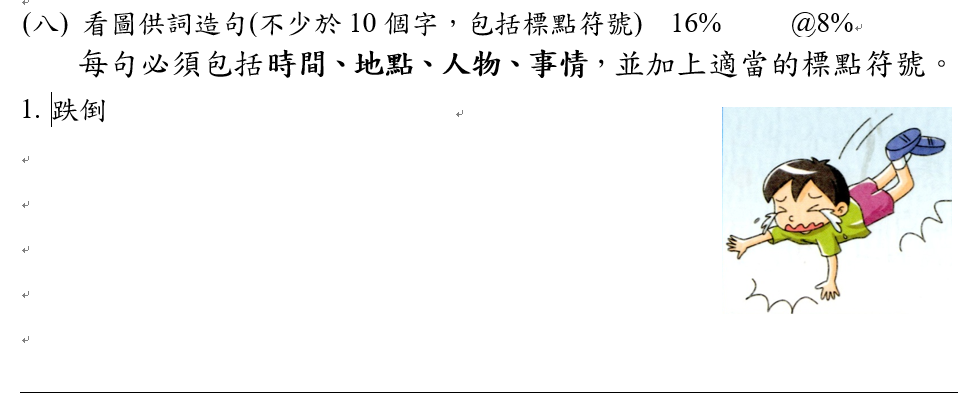 (八) 看圖供詞造句(不少於 10 個字，包括標點符號) 16% @8%
每句必須包括時間、地點、人物、事情，並加上適當的標點符號。
1. 跌倒